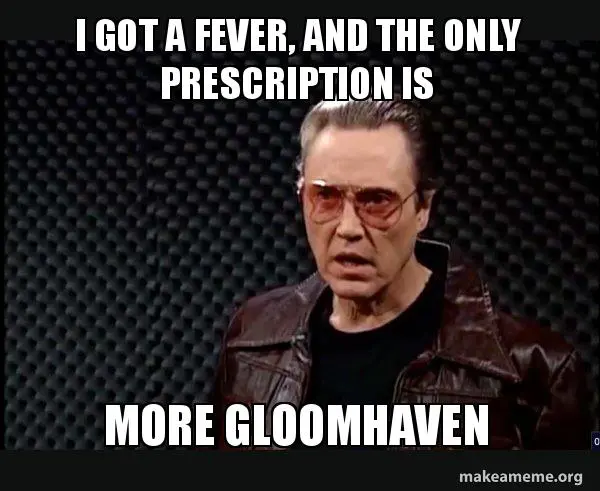 I GOT A FEVER, AND THE ONLY
PRESCRIPTION IS
MORE GLOOMHAVEN
makeameme.org